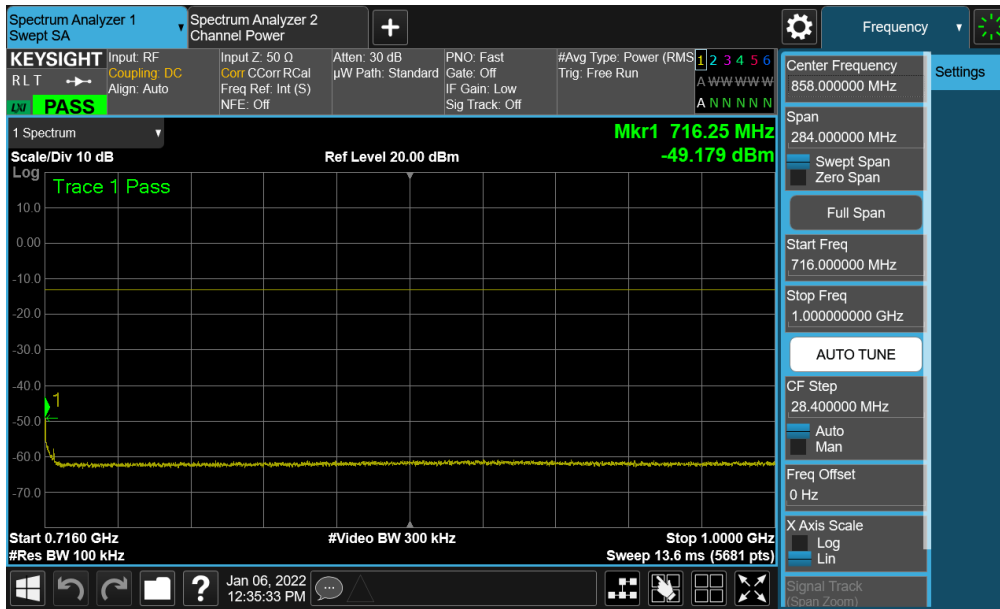 Spectrum Analyzer 1
Swept SA
Spectrum Analyzer 2
Channel Power
Frequency
KEYSIGHT
R L T
LXI PASS
Input: RF
Coupling: DC
Align: Auto
Input Z: 50 Ω
Corr CCorr RCal
Freq Ref: Int (S)
NFE: Off
Atten: 30 dB
µW Path: Standard
PNO: Fast
Gate: Off
IF Gain: Low
Sig Track: Off
#Avg Type: Power (RMS
Trig: Free Run
1 2 3 4 5 6
A W W W W W
A N N N N N
1 Spectrum
Mkr1 716.25 MHz
-49.179 dBm
Scale/Div 10 dB
Ref Level 20.00 dBm
Log
Trace 1 Pass
10.0
0.00
-10.0
-20.0
-30.0
-40.0
1
-50.0
-60.0
-70.0
Start 0.7160 GHz
#Video BW 300 kHz
Stop 1.0000 GHz
#Res BW 100 kHz
Sweep 13.6 ms (5681 pts)
Jan 06, 2022
12:35:33 PM
Center Frequency
858.000000 MHz
Settings
Span
284.000000 MHz
Swept Span
Zero Span
Full Span
Start Freq
716.000000 MHz
Stop Freq
1.000000000 GHz
AUTO TUNE
CF Step
28.400000 MHz
Auto
Man
Freq Offset
0 Hz
X Axis Scale
Log
Lin
Signal Track
(Span Zoom)